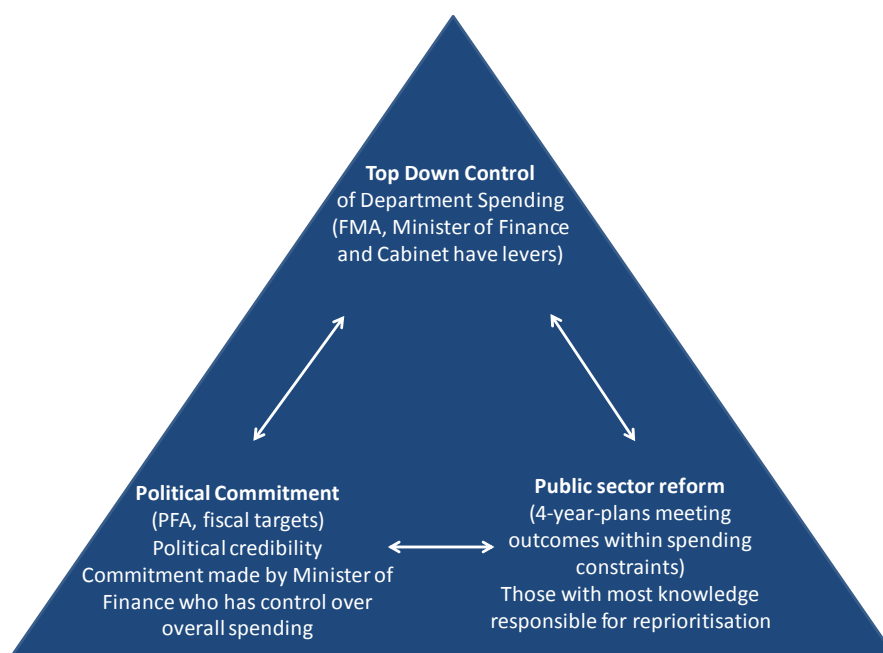 Top Down Control
of Department Spending
(FMA, Minister of Finance
and Cabinet have levers)
Political Commitment
(PFA, fiscal targets)
Political credibility
Commitment made by Minister of
Finance who has control over
overall spending
Public sector reform
(4-year-plans meeting
outcomes within spending
constraints)
Those with most knowledge
responsible for reprioritisation